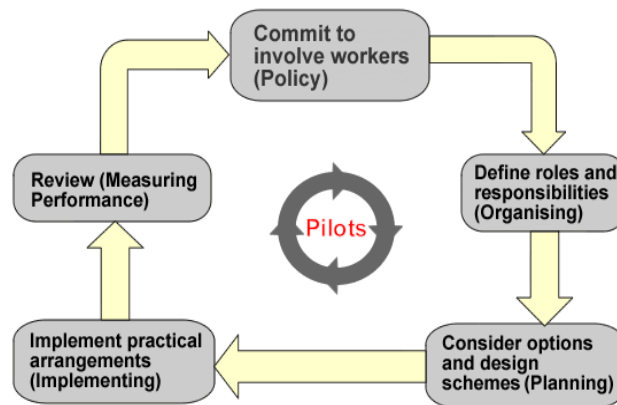 Commit to
involve workers
(Policy)
Define roles and
responsibilities
(Organising)
Consider options
and design
schemes (Planning)
Implement practical
arrangements
(Implementing)
Review (Measuring
Performance)
Pilots